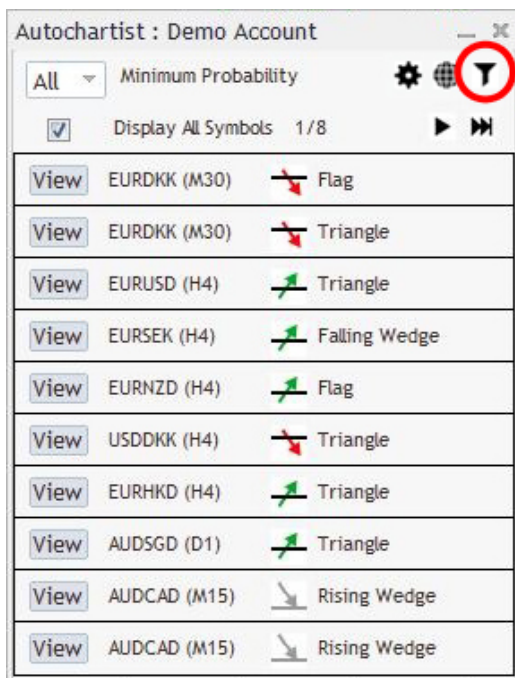 Autochartist : Demo Account
All Minimum Probability
Display All Symbols 1/8
View EURDKK (M30) Flag
View EURDKK (M30) Triangle
View EURUSD (H4) Triangle
View EURSEK (H4) Falling Wedge
View EURNZD (H4) Flag
View USDDKK (H4) Triangle
View EURHKD (H4) Triangle
View AUDSGD (D1) Triangle
View AUDCAD (M15) Rising Wedge
View AUDCAD (M15) Rising Wedge